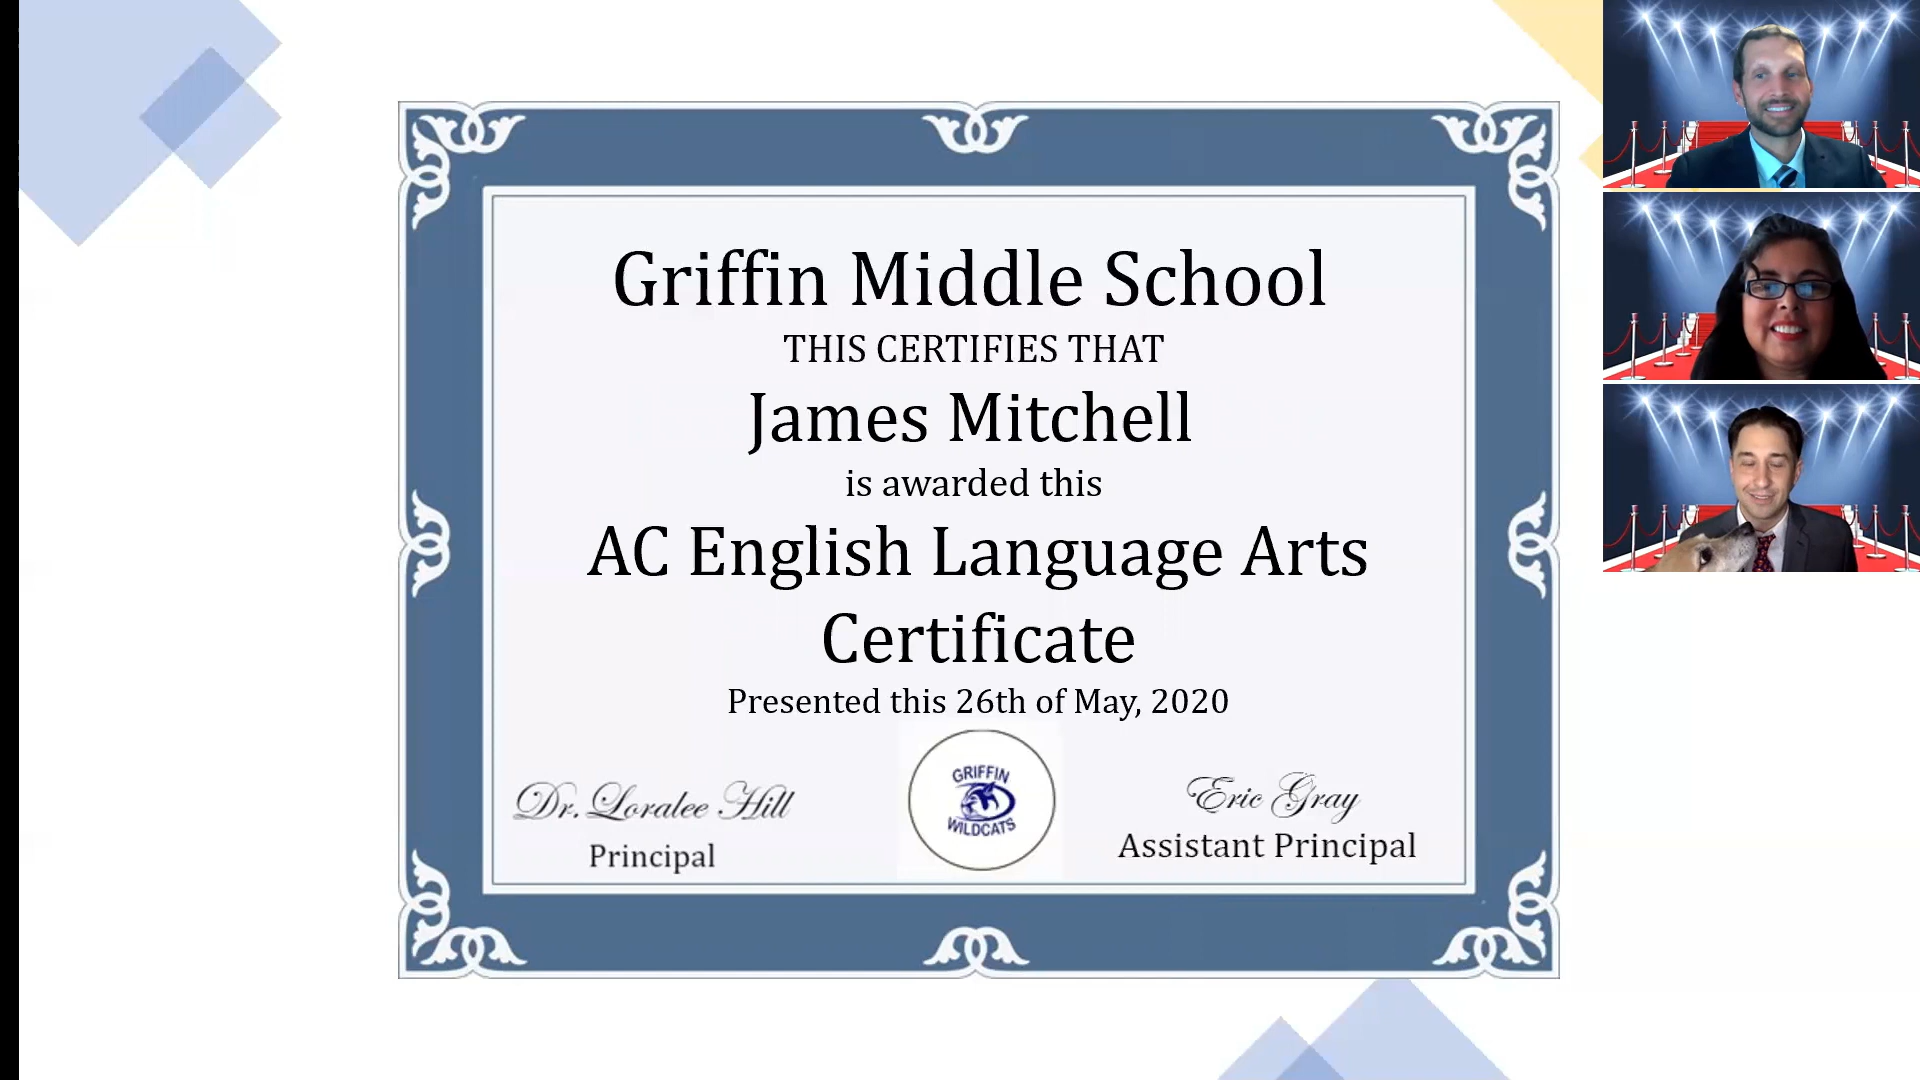 Griffin Middle School
THIS CERTIFIES THAT
James Mitchell
is awarded this
AC English Language Arts
Certificate
Presented this 26th of May, 2020
Dr. Loralee Hill
Principal
GRIFFIN
WILDCATS
Eric Gray
Assistant Principal